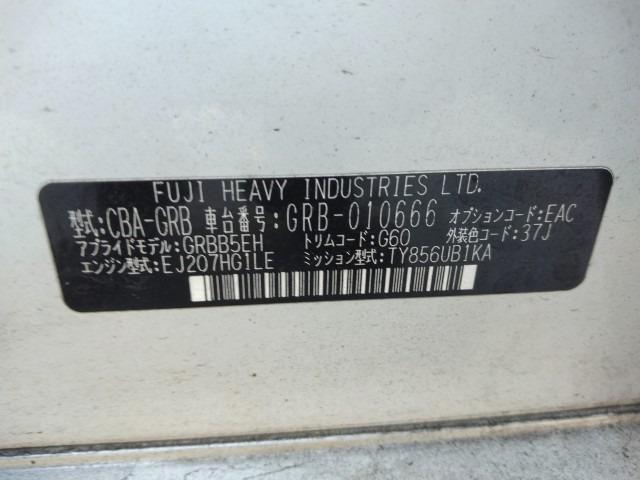 FUJI HEAVY INDUSTRIES LTD.
型式:CBA-GRB 車台番号:GRB-010666 オプションコード:EAC
アプライドモデル:GRBB5EH トリムコード:G60 外装色コード:37J
エンジン型式:EJ207HG1LE ミッション型式:TY856UB1KA